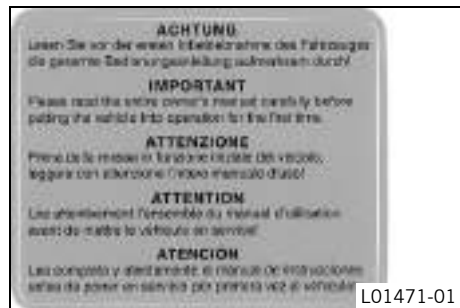 ACHTUNG
Lesen Sie vor der ersten Inbetriebnahme des Fahrzeuges
die gesamte Bedienungsanleitung aufmerksam durch!
IMPORTANT
Please read the entire owner's manual carefully before
putting the vehicle into operation for the first time.
ATTENZIONE
Prima della messa in funzione iniziale del veicolo,
leggere con attenzione l'intero manuale d'uso!
ATTENTION
Lire attentivement l'ensemble du manuel d'utilisation
avant de mettre le véhicule en service!
ATENCION
Lea completa y atentamente el manual de instrucciones
antes de poner en servicio por primera vez el vehículo!
L01471-01